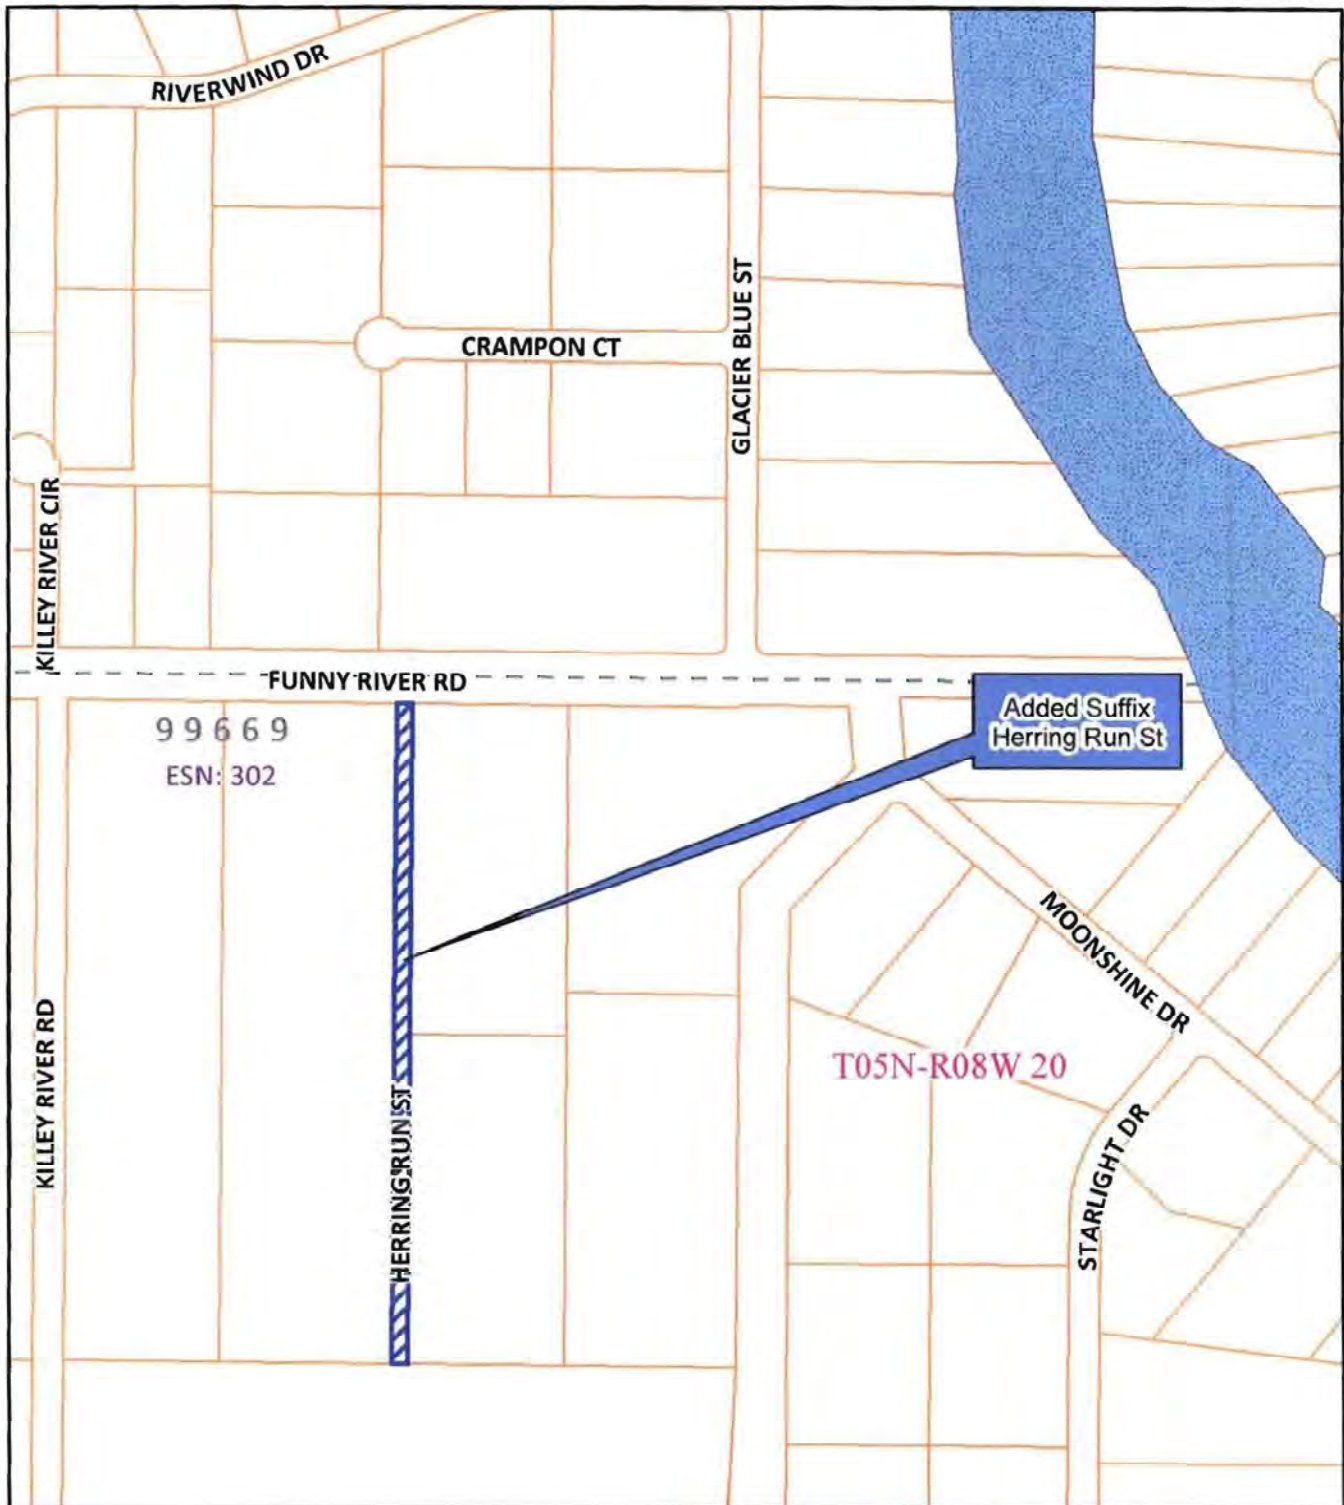 RIVERWIND DR
CRAMPON CT
GLACIER BLUE ST
KILLEY RIVER CIR
FUNNY RIVER RD
Added Suffix
Herring Run St
99669
ESN: 302
MOONSHINE DR
KILLEY RIVER RD
T05N-R08W 20
HERRING RUN ST
STARLIGHT DR